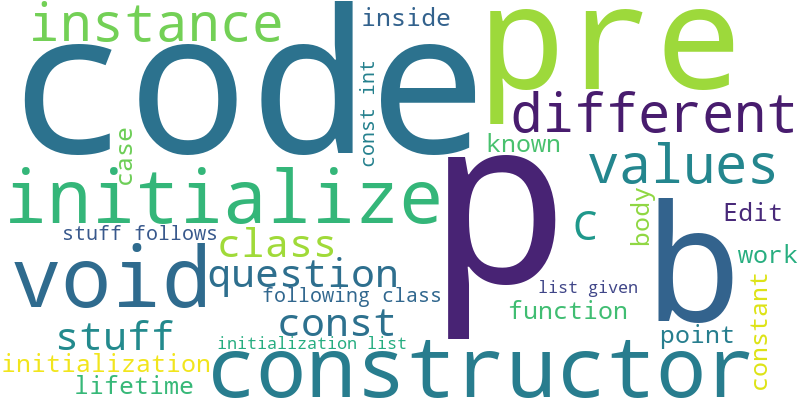 instance
inside
pre
code
const int
different
case
known
values
initialize
p
body
C
Edit
stuff follows
class
b
work
void
question
following class
list given
constant
function
const
stuff
initialization list
point
initialization
constructor
lifetime